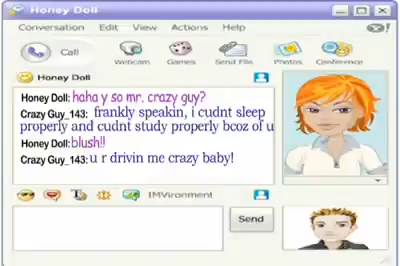 Honey Doll
Conversation Edit View Actions Help
Call
Webcam Games Send File Photos Conference
Honey Doll
Honey Doll: haha y so mr. crazy guy?
Crazy Guy_143: frankly speakin, i cudnt sleep
properly and cudnt study properly bcoz of u
Honey Doll: blush!!
Crazy Guy_143: u r drivin me crazy baby!
IMVironment
Send